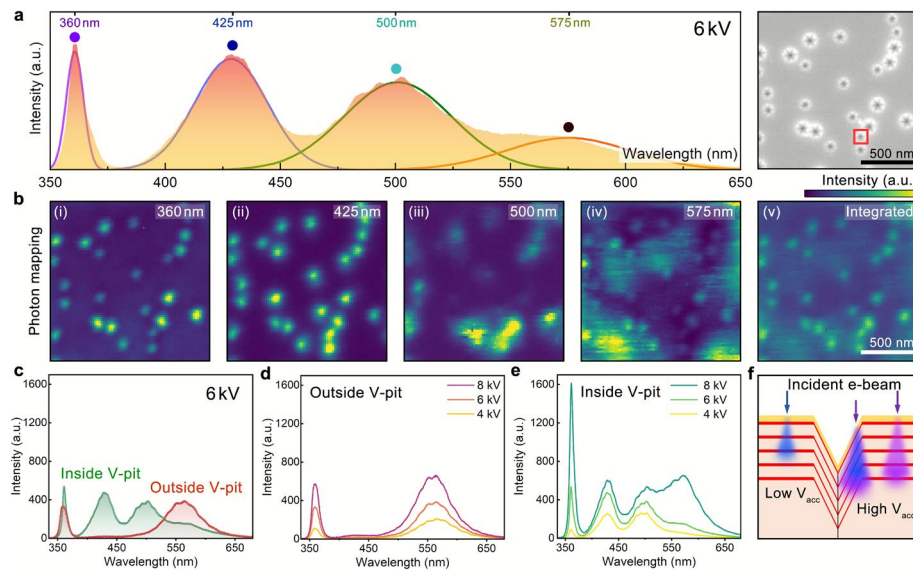 a
360 nm
425 nm
500 nm
575 nm
6 kV
Intensity (a.u.)
Wavelength (nm)
350
400
450
500
550
600
650
500 nm
Intensity (a.u.)
b
Photon mapping
(i)
360 nm
(ii)
425 nm
(iii)
500 nm
(iv)
575 nm
(v)
Integrated
500 nm
c
1600
1200
800
400
0
Intensity (a.u.)
6 kV
Inside V-pit
Outside V-pit
350
450
550
650
Wavelength (nm)
d
1600
1200
800
400
0
Intensity (a.u.)
Outside V-pit
8 kV
6 kV
4 kV
350
450
550
650
Wavelength (nm)
e
1600
1200
800
400
0
Intensity (a.u.)
Inside V-pit
8 kV
6 kV
4 kV
350
450
550
650
Wavelength (nm)
f
Incident e-beam
Low Vacc
High Vacc